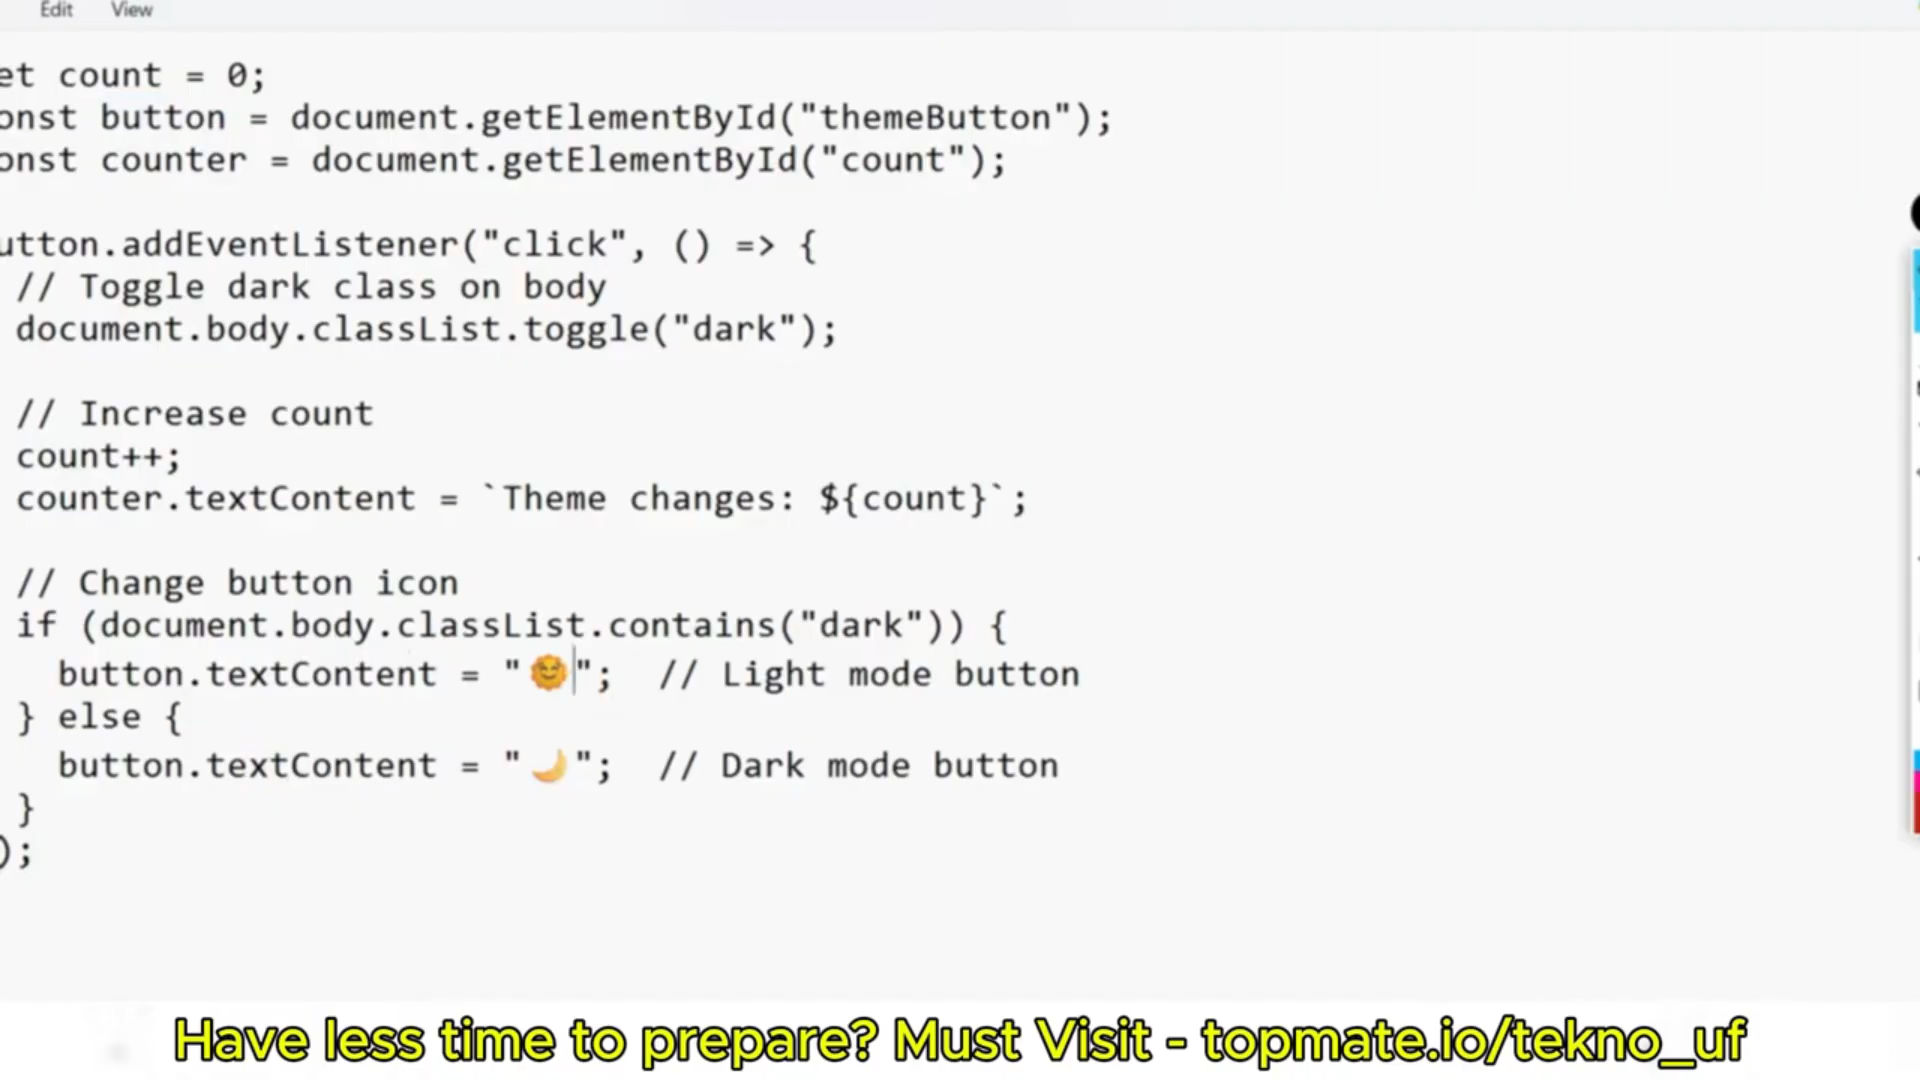 Edit View
et count = 0;
onst button = document.getElementById("themeButton");
onst counter = document.getElementById("count");
utton.addEventListener("click", () => {
// Toggle dark class on body
document.body.classList.toggle("dark");
// Increase count
count++;
counter.textContent = `Theme changes: ${count}`;
// Change button icon
if (document.body.classList.contains("dark")) {
button.textContent = "🌞"; // Light mode button
} else {
button.textContent = "🌙"; // Dark mode button
}
);
Have less time to prepare? Must Visit - topmate.io/tekno_uf